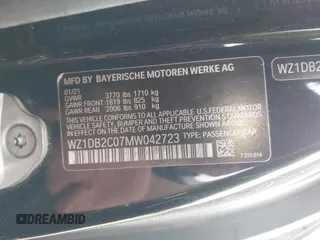 MFD BY BAYERISCHE MOTOREN WERKE AG
01/21
GVWR 3770 lbs 1710 kg
GAWR FRONT 1819 lbs 825 kg
GAWR REAR 2006 lbs 910 kg
THIS VEHICLE CONFORMS TO ALL APPLICABLE U.S. FEDERAL
MOTOR VEHICLE SAFETY, BUMPER, AND THEFT PREVENTION
STANDARDS IN EFFECT ON THE DATE OF MANUFACTURE
SHOWN ABOVE.
WZ1DB2C07MW042723
TYPE: PASSENGER CAR
WZ1DB2
DREAMBID